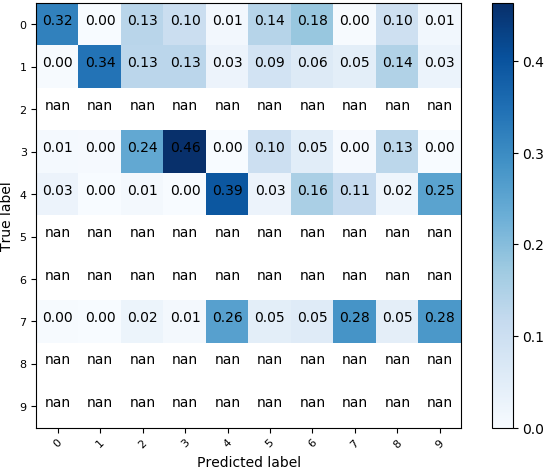 0 0.32 0.00 0.13 0.10 0.01 0.14 0.18 0.00 0.10 0.01
1 0.00 0.34 0.13 0.13 0.03 0.09 0.06 0.05 0.14 0.03
2 nan nan nan nan nan nan nan nan nan nan
3 0.01 0.00 0.24 0.46 0.00 0.10 0.05 0.00 0.13 0.00
4 0.03 0.00 0.01 0.00 0.39 0.03 0.16 0.11 0.02 0.25
5 nan nan nan nan nan nan nan nan nan nan
6 nan nan nan nan nan nan nan nan nan nan
7 0.00 0.00 0.02 0.01 0.26 0.05 0.05 0.28 0.05 0.28
8 nan nan nan nan nan nan nan nan nan nan
9 nan nan nan nan nan nan nan nan nan nan
0 1 2 3 4 5 6 7 8 9
Predicted label
True label
0.4
0.3
0.2
0.1
0.0